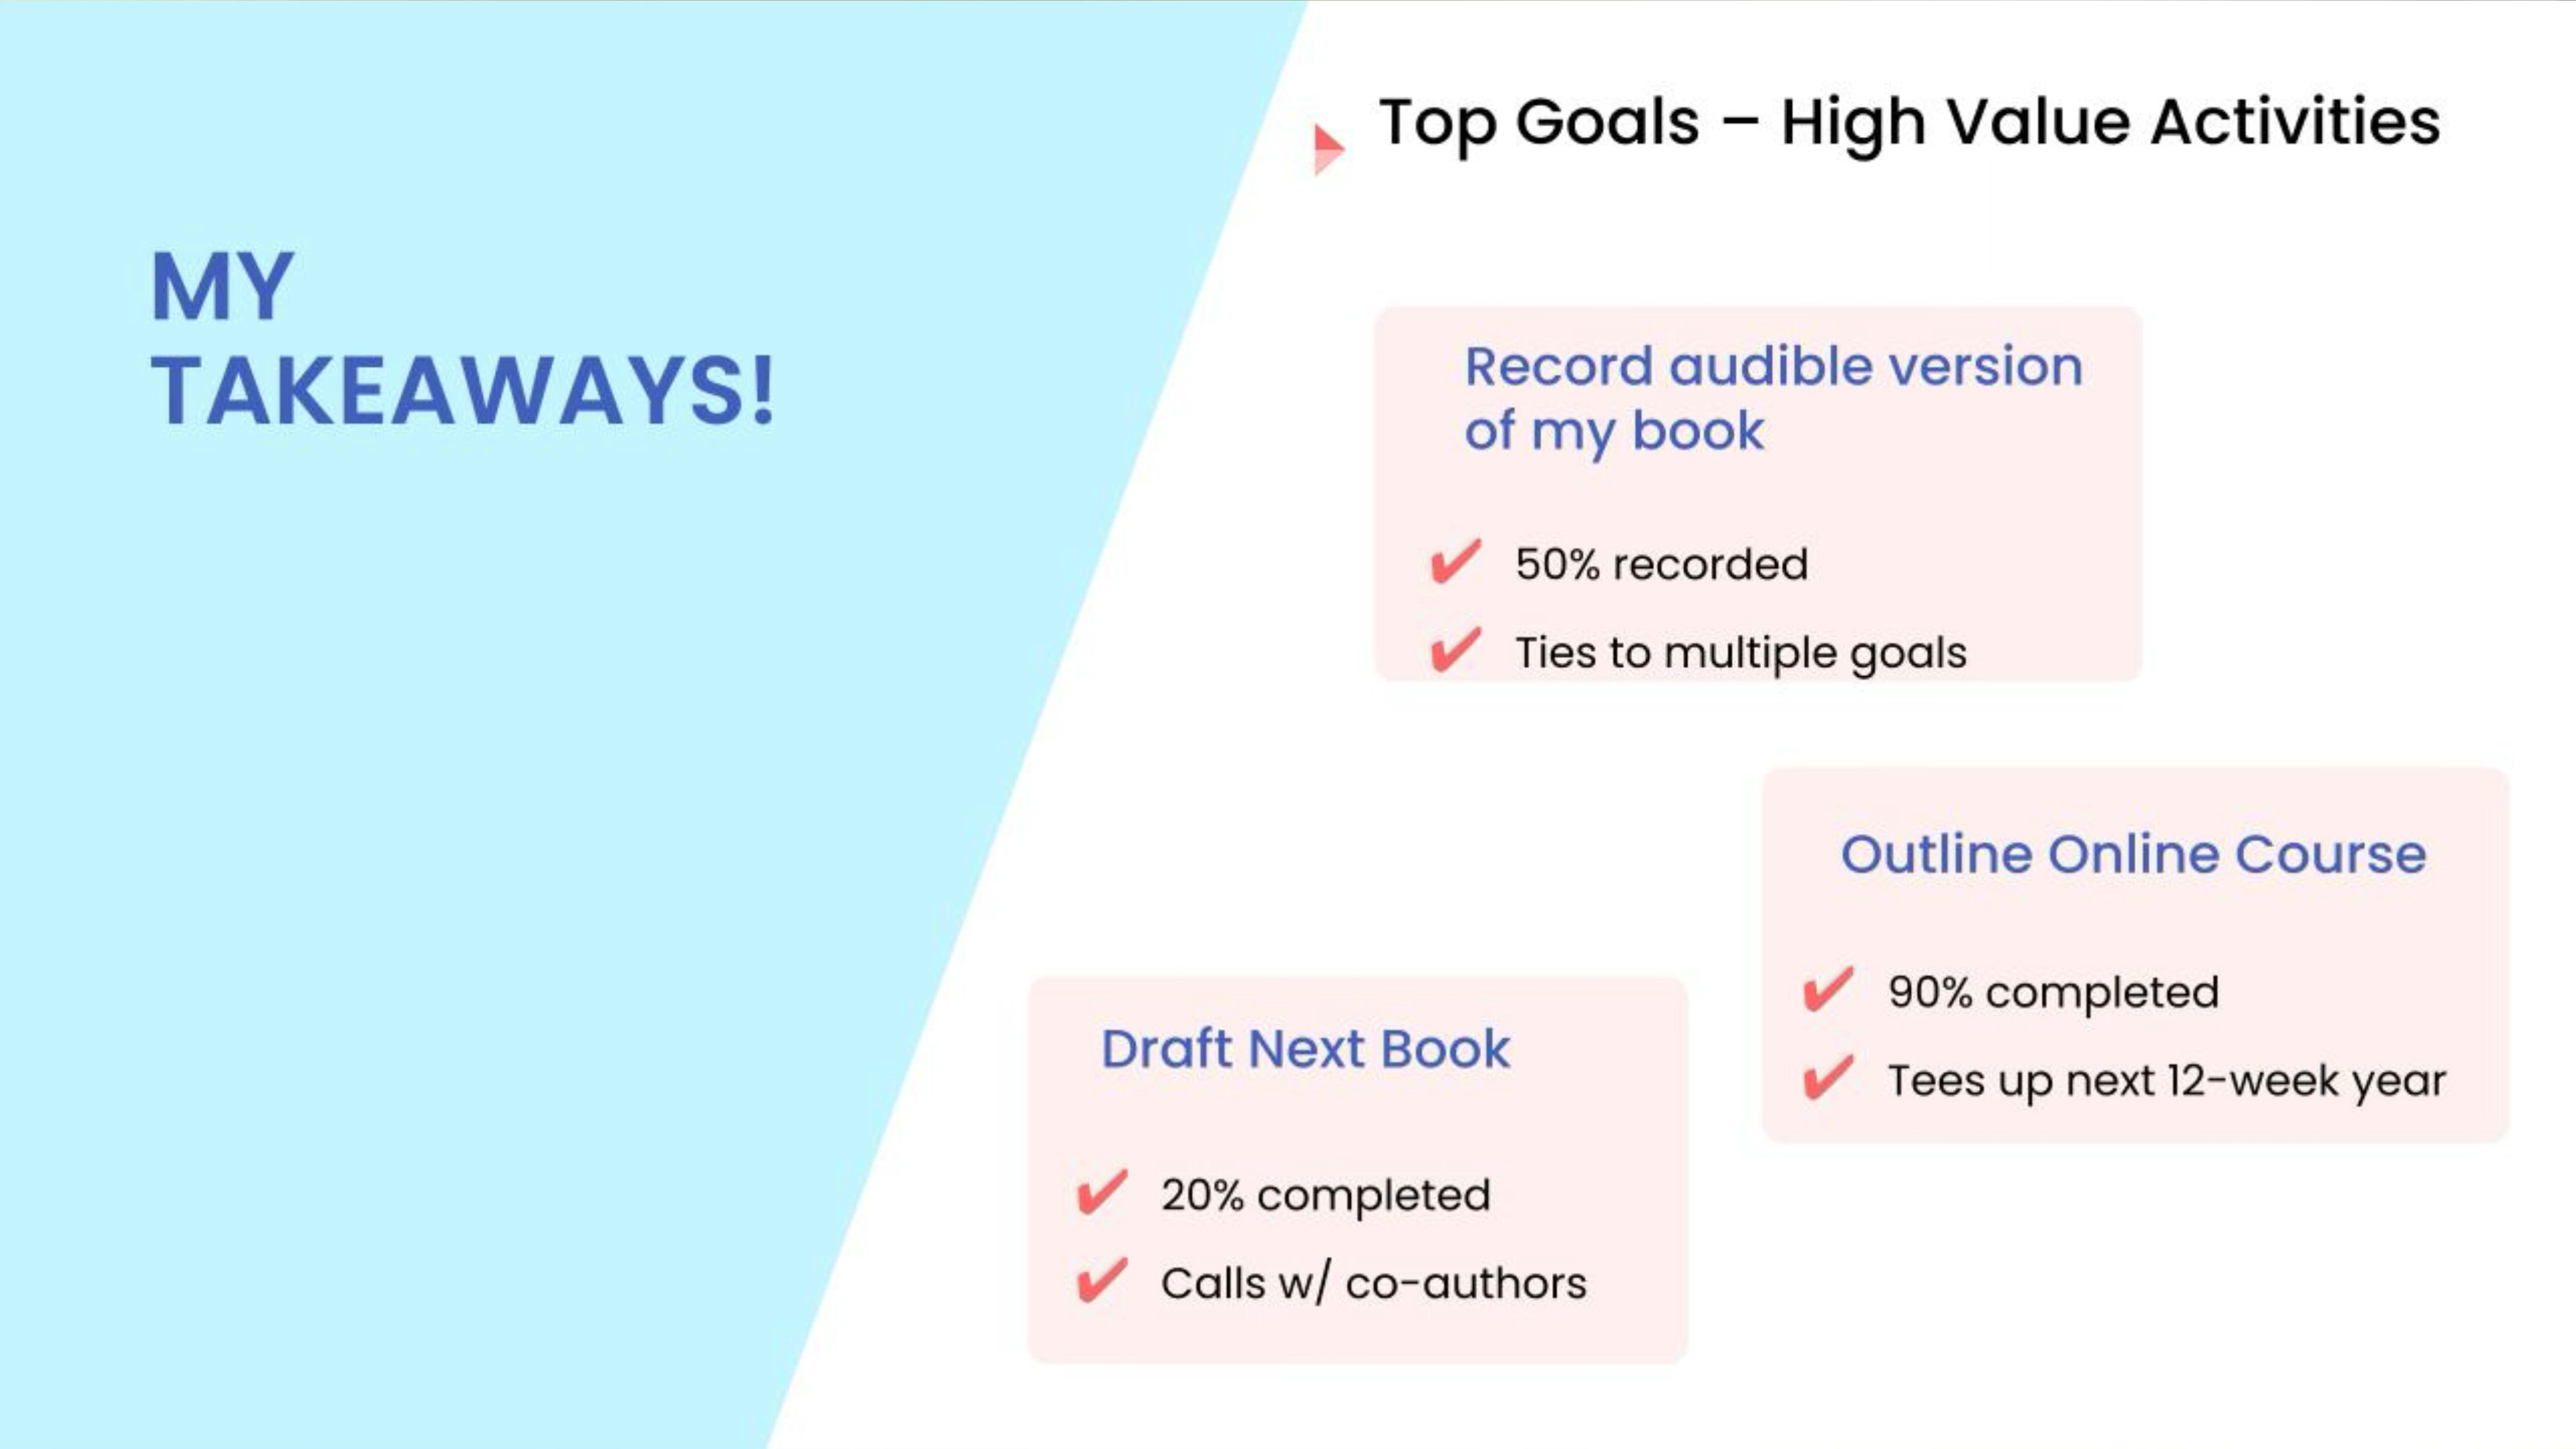 MY
TAKEAWAYS!
Top Goals – High Value Activities
Record audible version
of my book
50% recorded
Ties to multiple goals
Outline Online Course
90% completed
Tees up next 12-week year
Draft Next Book
20% completed
Calls w/ co-authors